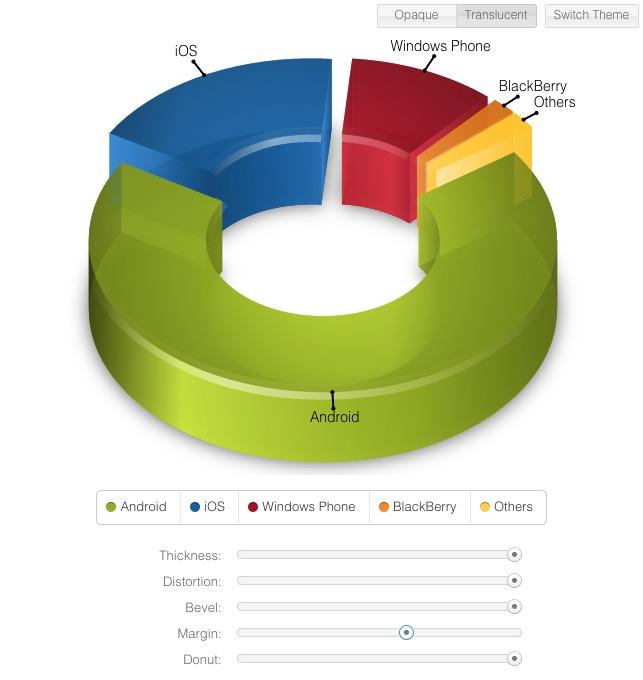 Opaque Translucent Switch Theme
iOS
Windows Phone
BlackBerry
Others
Android
Android iOS Windows Phone BlackBerry Others
Thickness:
Distortion:
Bevel:
Margin:
Donut: